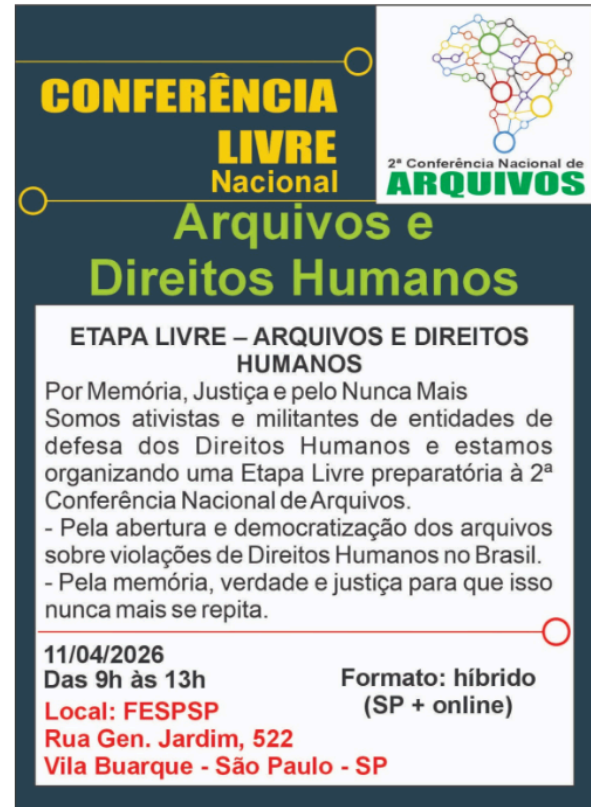 CONFERÊNCIA
LIVRE
Nacional
2ª Conferência Nacional de
ARQUIVOS
Arquivos e
Direitos Humanos
ETAPA LIVRE – ARQUIVOS E DIREITOS
HUMANOS
Por Memória, Justiça e pelo Nunca Mais
Somos ativistas e militantes de entidades de
defesa dos Direitos Humanos e estamos
organizando uma Etapa Livre preparatória à 2ª
Conferência Nacional de Arquivos.
- Pela abertura e democratização dos arquivos
sobre violações de Direitos Humanos no Brasil.
- Pela memória, verdade e justiça para que isso
nunca mais se repita.
11/04/2026
Das 9h às 13h
Formato: híbrido
(SP + online)
Local: FESPSP
Rua Gen. Jardim, 522
Vila Buarque - São Paulo - SP